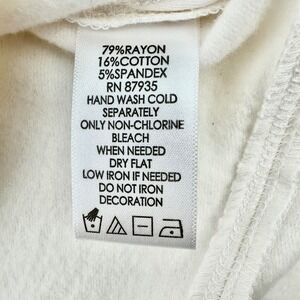 79%RAYON
16%COTTON
5%SPANDEX
RN 87935
HAND WASH COLD
SEPARATELY
ONLY NON-CHLORINE
BLEACH
WHEN NEEDED
DRY FLAT
LOW IRON IF NEEDED
DO NOT IRON
DECORATION